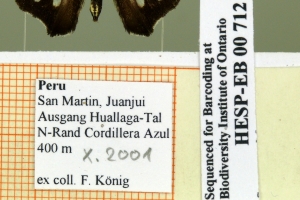 Peru
San Martin, Juanjui
Ausgang Huallaga-Tal
N-Rand Cordillera Azul
400 m X. 2001
ex coll. F. König
Sequenced for Barcoding at
Biodiversity Institute of Ontario
HESP-EB 00 712